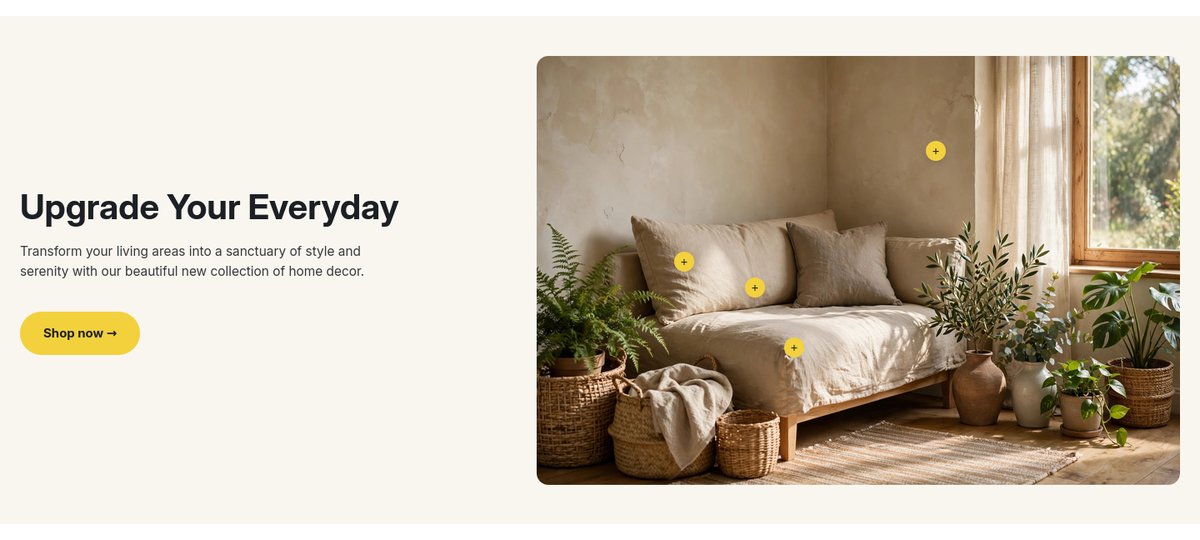 Upgrade Your Everyday
Transform your living areas into a sanctuary of style and
serenity with our beautiful new collection of home decor.
Shop now →
+
+
+
+